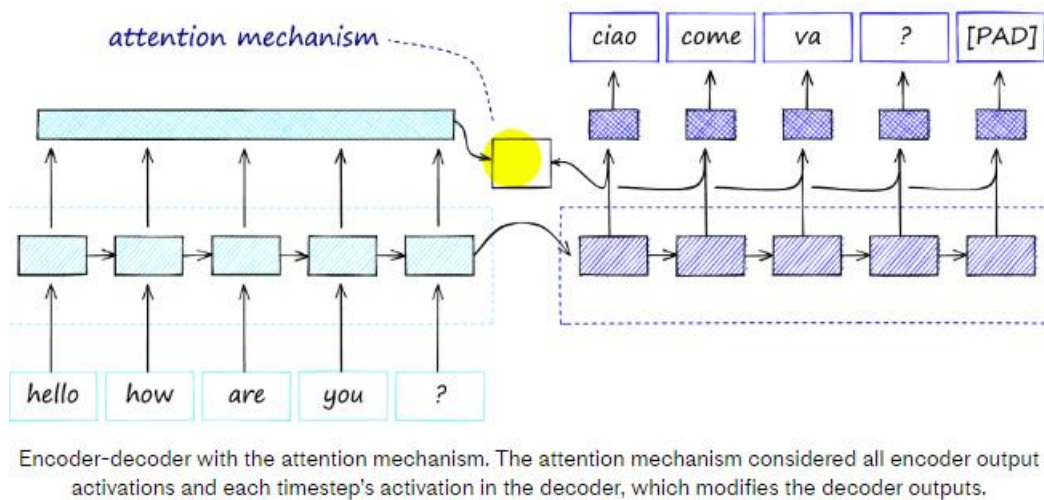 attention mechanism
ciao come va ? [PAD]
hello how are you ?
Encoder-decoder with the attention mechanism. The attention mechanism considered all encoder output
activations and each timestep's activation in the decoder, which modifies the decoder outputs.